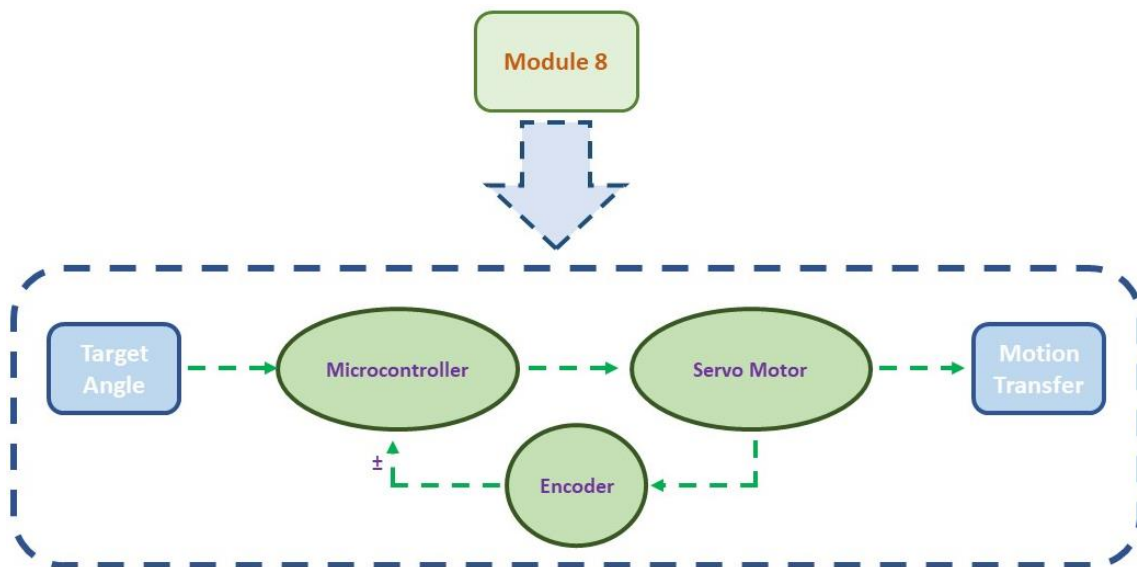 Module 8
Target
Angle
Microcontroller
Servo Motor
Motion
Transfer
±
Encoder